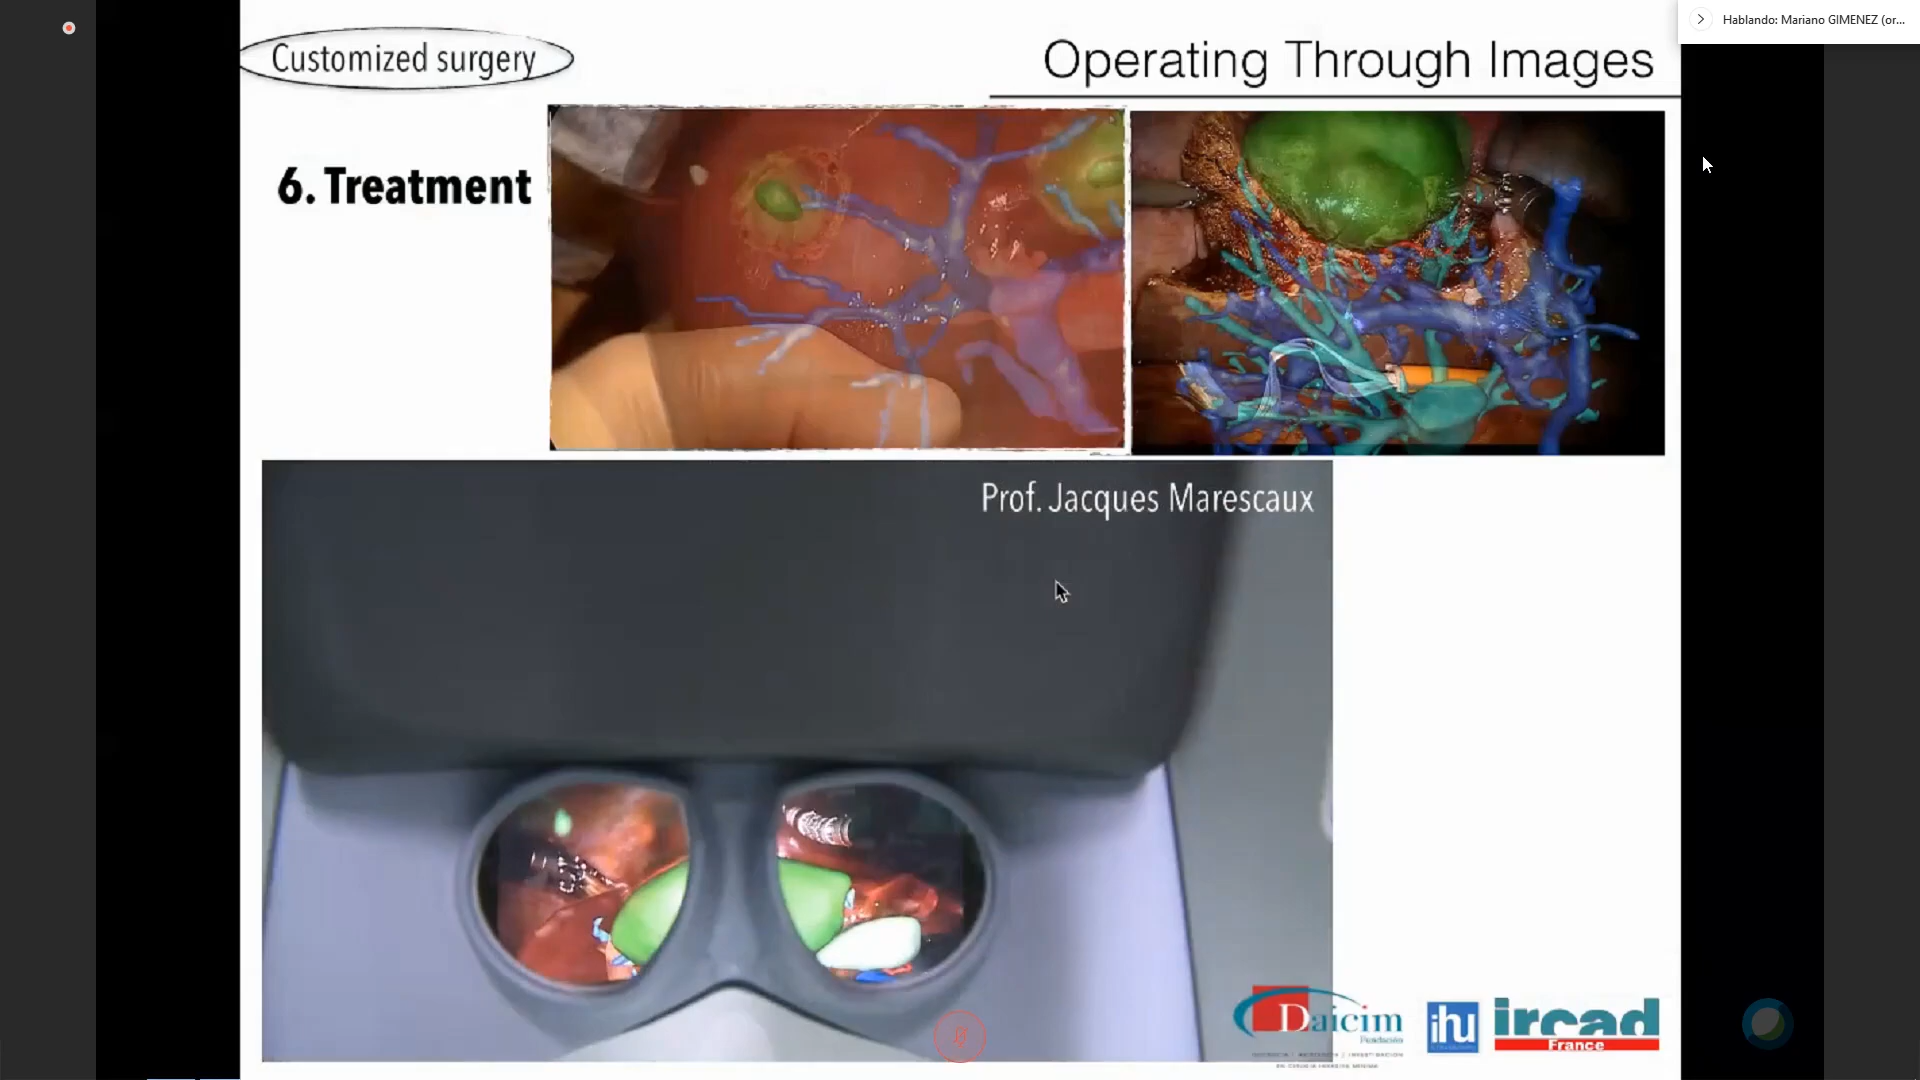 Hablando: Mariano GIMENEZ (or...
Customized surgery
Operating Through Images
6. Treatment
Prof. Jacques Marescaux
Daicim
Fundación
ihu
ircad
France